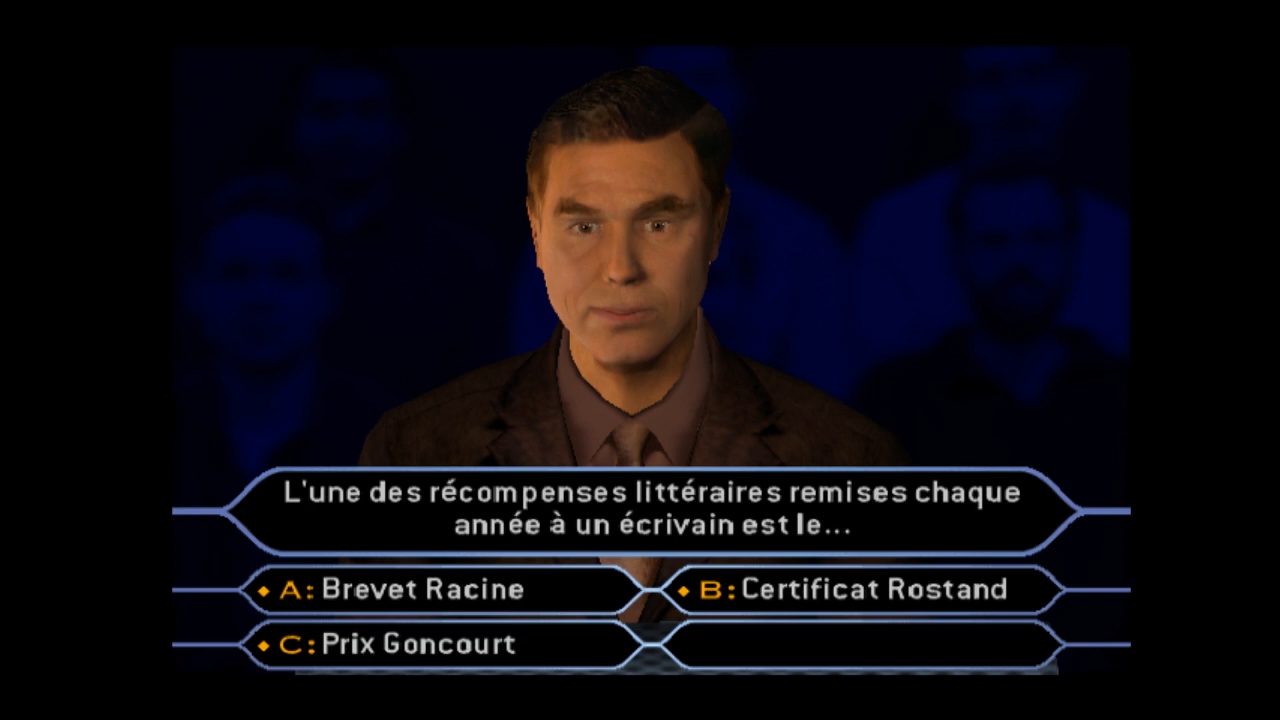 L'une des récompenses littéraires remises chaque
année à un écrivain est le...
A: Brevet Racine
B: Certificat Rostand
C: Prix Goncourt